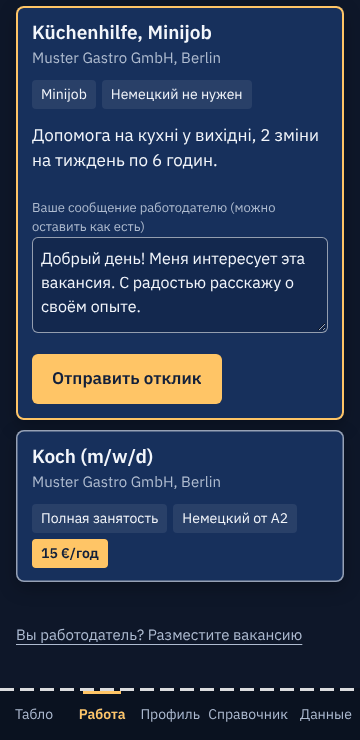 Küchenhilfe, Minijob
Muster Gastro GmbH, Berlin
Minijob
Немецкий не нужен
Допомога на кухні у вихідні, 2 зміни
на тиждень по 6 годин.
Ваше сообщение работодателю (можно
оставить как есть)
Добрый день! Меня интересует эта
вакансия. С радостью расскажу о
своём опыте.
Отправить отклик
Koch (m/w/d)
Muster Gastro GmbH, Berlin
Полная занятость
Немецкий от A2
15 €/год
Вы работодатель? Разместите вакансию
Табло
Работа
Профиль
Справочник
Данные